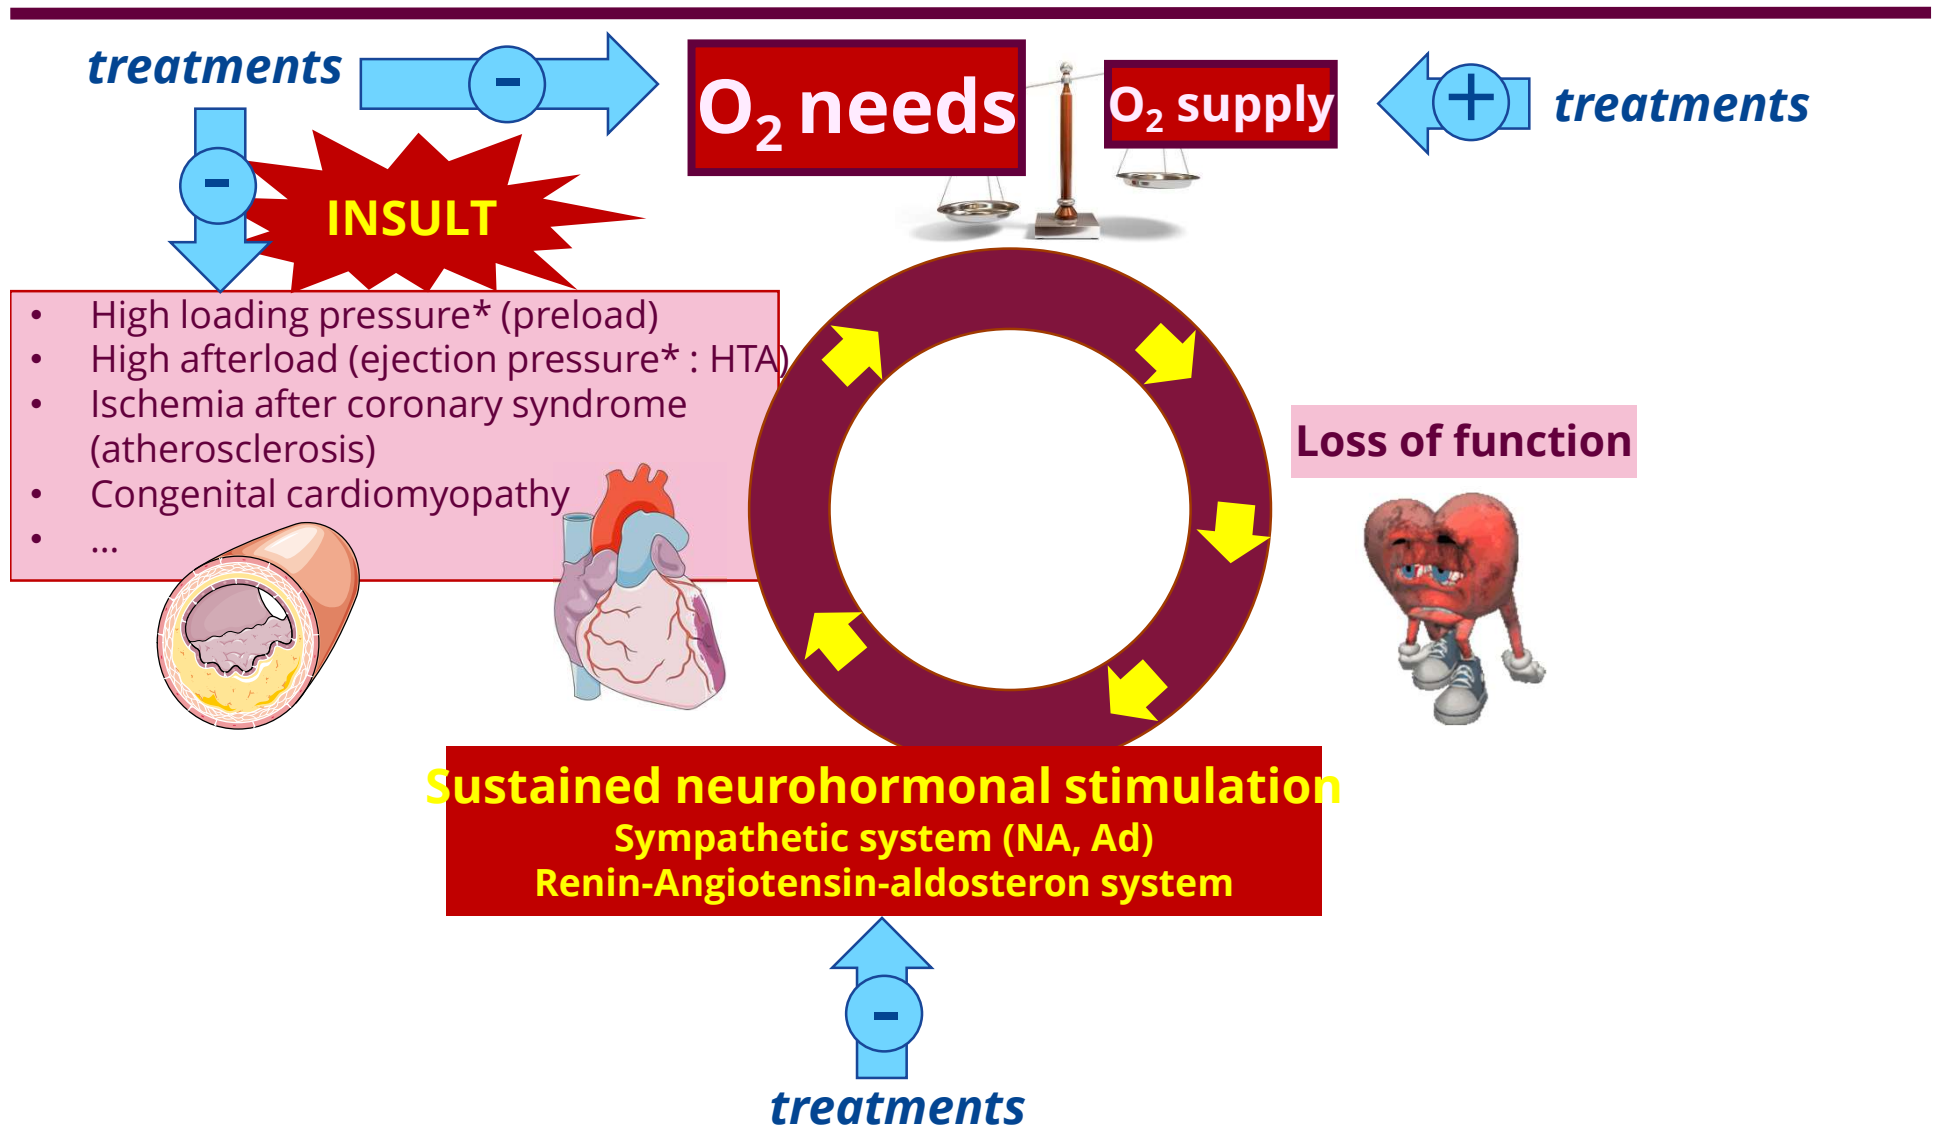 treatments
-
O₂ needs
O₂ supply
+
treatments
-
INSULT
• High loading pressure* (preload)
• High afterload (ejection pressure* : HTA)
• Ischemia after coronary syndrome
(atherosclerosis)
• Congenital cardiomyopathy
• ...
Loss of function
Sustained neurohormonal stimulation
Sympathetic system (NA, Ad)
Renin-Angiotensin-aldosteron system
-
treatments